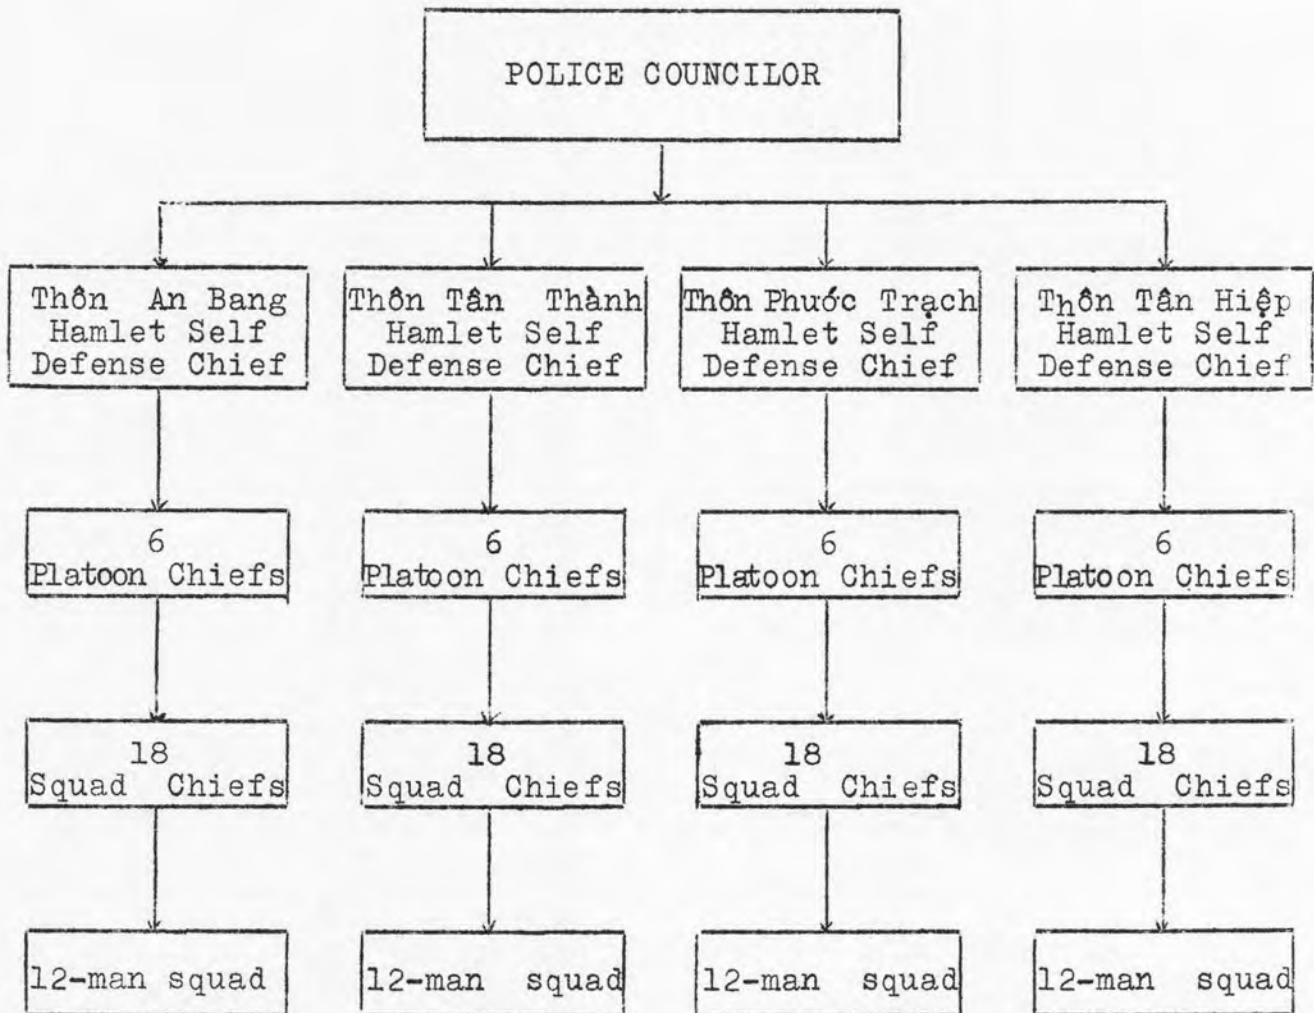 POLICE COUNCILOR
Thôn An Bang
Hamlet Self
Defense Chief
Thôn Tân Thành
Hamlet Self
Defense Chief
Thôn Phước Trạch
Hamlet Self
Defense Chief
Thôn Tân Hiệp
Hamlet Self
Defense Chief
6
Platoon Chiefs
6
Platoon Chiefs
6
Platoon Chiefs
6
Platoon Chiefs
18
Squad Chiefs
18
Squad Chiefs
18
Squad Chiefs
18
Squad Chiefs
12-man squad
12-man squad
12-man squad
12-man squad